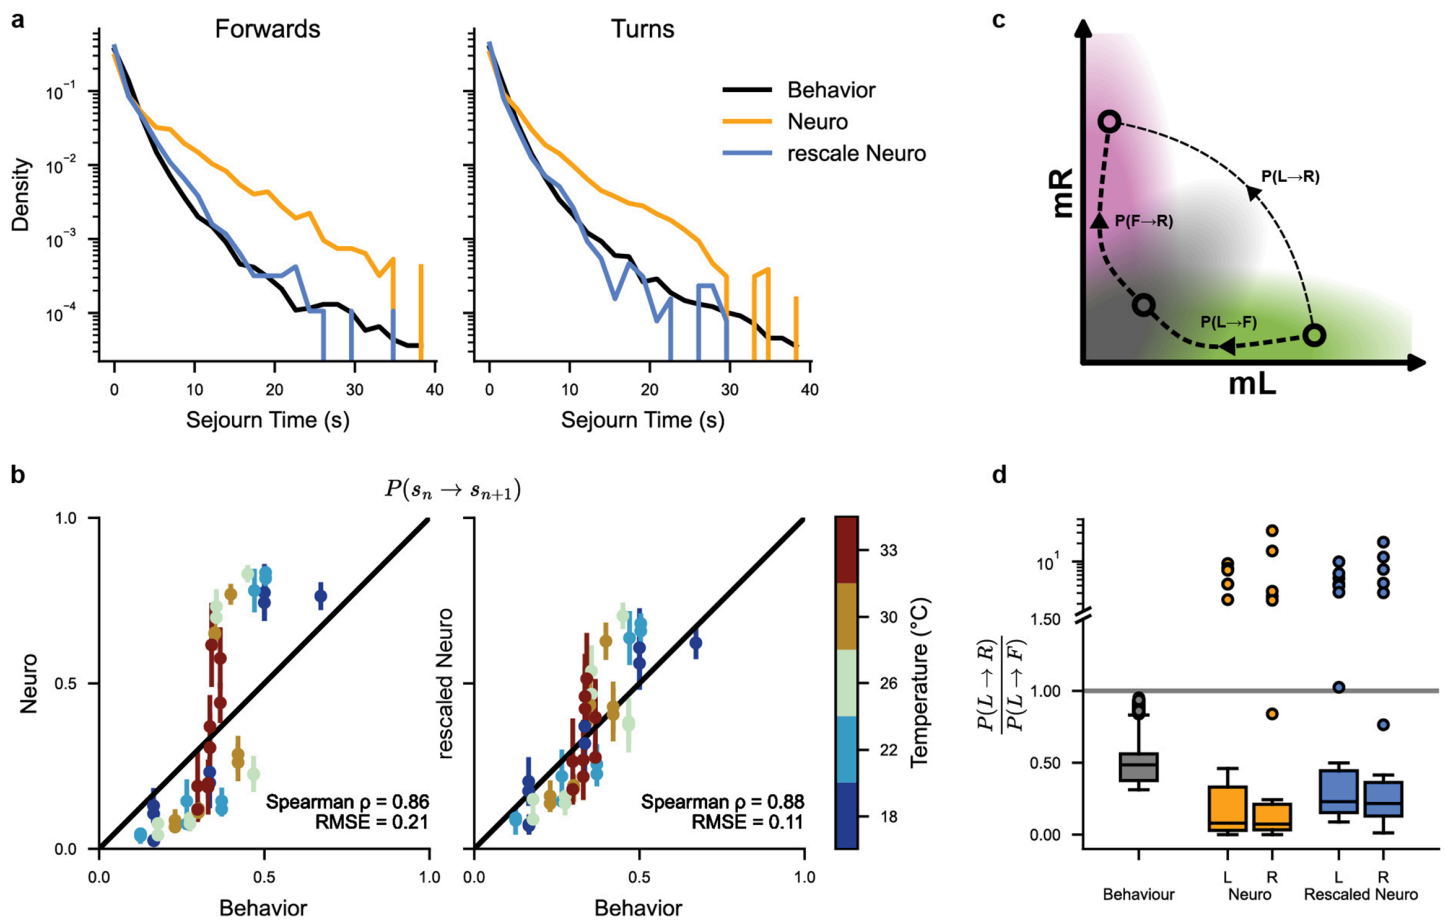 a
Forwards
Turns
Behavior
Neuro
rescale Neuro
Density
10⁻¹
10⁻²
10⁻³
10⁻⁴
0
10
20
30
40
Sejourn Time (s)
0
10
20
30
40
Sejourn Time (s)
c
mR
P(L→R)
P(F→R)
P(L→F)
mL
b
P(sₙ → sₙ₊₁)
Neuro
1.0
0.5
0.0
Spearman ρ = 0.86
RMSE = 0.21
0.0
0.5
1.0
Behavior
rescaled Neuro
Spearman ρ = 0.88
RMSE = 0.11
0.0
0.5
1.0
Behavior
33
30
26
22
18
Temperature (°C)
d
P(L → R)
P(L → F)
10¹
1.50
1.00
0.50
0.00
L
R
L
R
Behaviour
Neuro
Rescaled Neuro